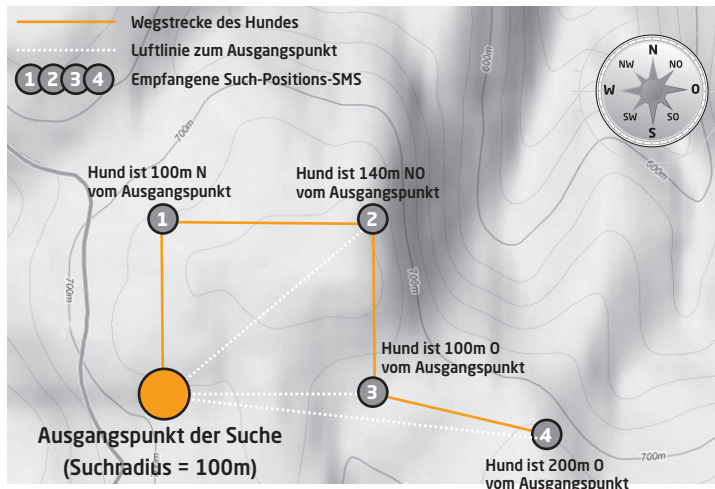 Wegstrecke des Hundes
Luftlinie zum Ausgangspunkt
1 2 3 4 Empfangene Such-Positions-SMS
N
NW NO
W O
SW SO
S
600m
700m
600m
Hund ist 100m N
vom Ausgangspunkt
Hund ist 140m NO
vom Ausgangspunkt
1
2
700m
700m
Hund ist 100m O
vom Ausgangspunkt
3
4
Ausgangspunkt der Suche
(Suchradius = 100m)
700m
Hund ist 200m O
vom Ausgangspunkt